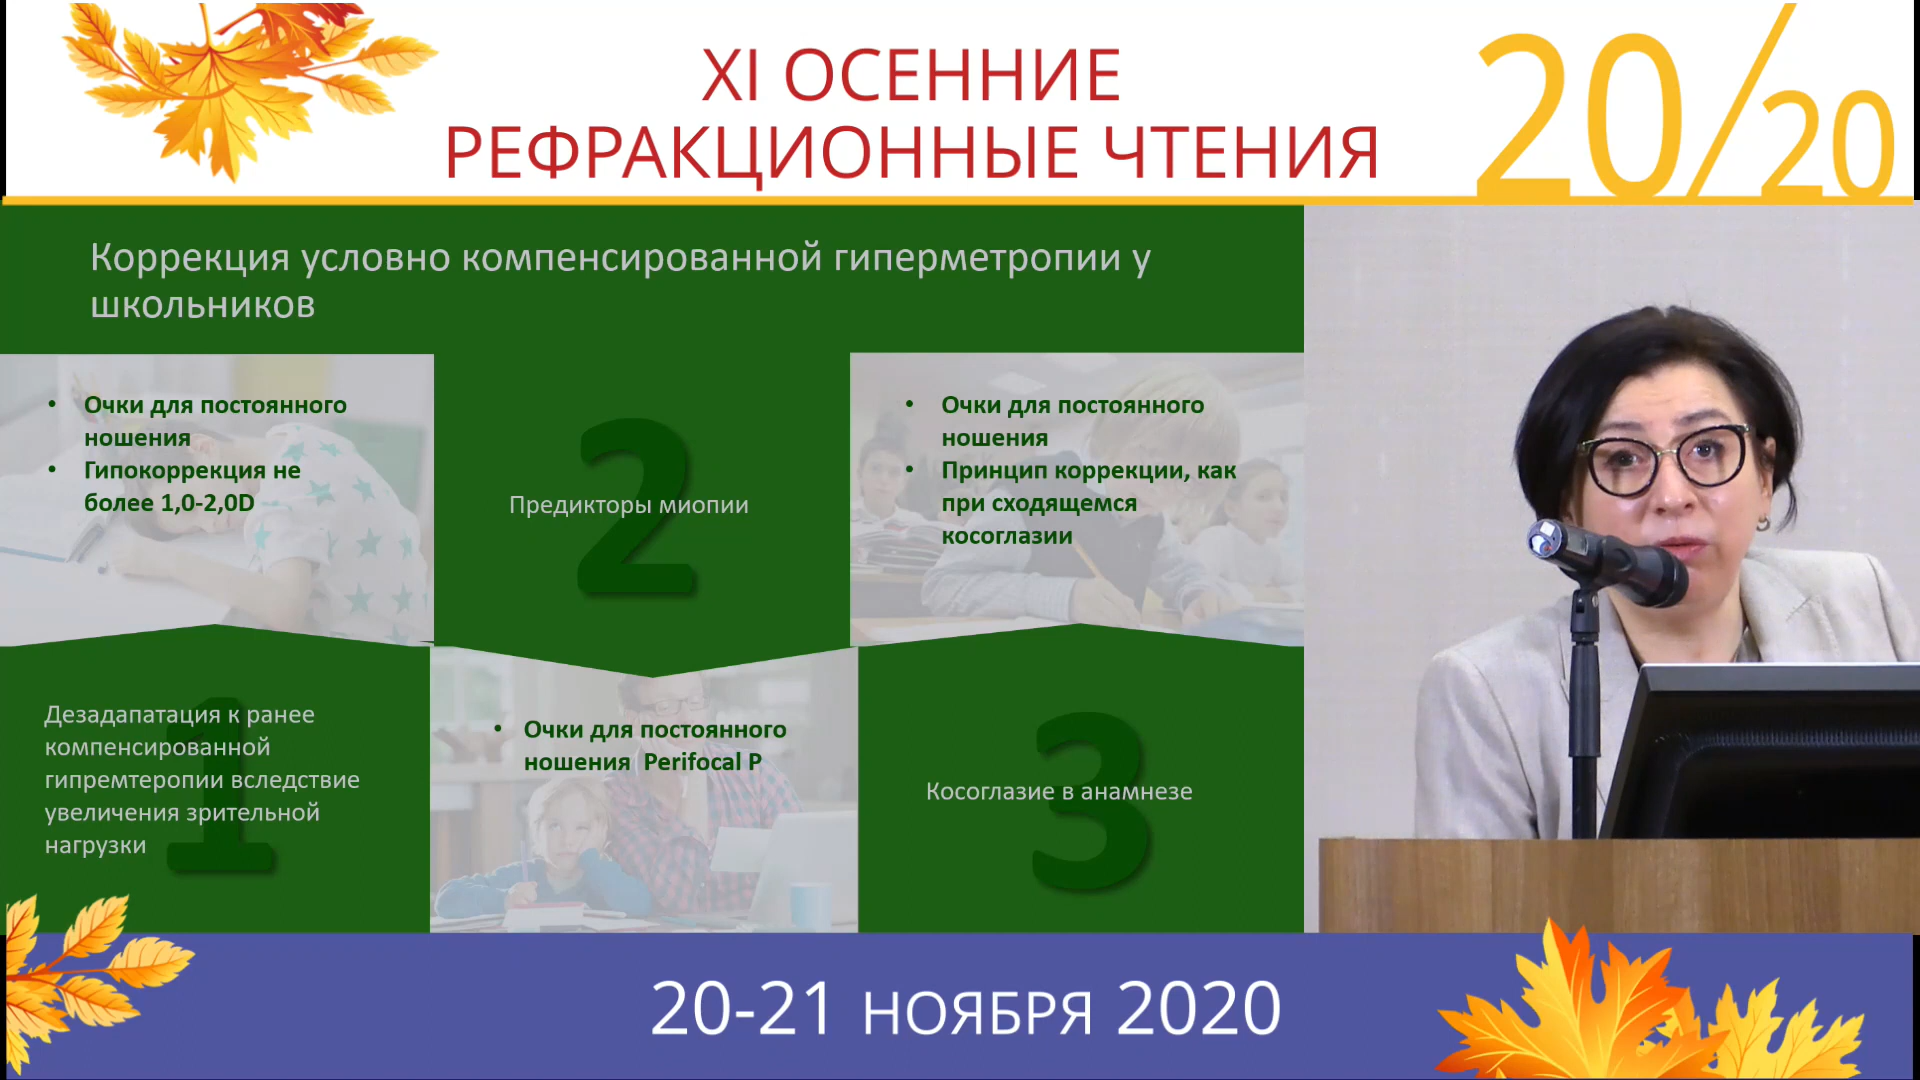 XI ОСЕННИЕ
РЕФРАКЦИОННЫЕ ЧТЕНИЯ
20/20
Коррекция условно компенсированной гиперметропии у
школьников
• Очки для постоянного
ношения
• Гипокоррекция не
более 1,0-2,0D
2
Предикторы миопии
• Очки для постоянного
ношения
• Принцип коррекции, как
при сходящемся
косоглазии
1
Дезадапатация к ранее
компенсированной
гипремтеропии вследствие
увеличения зрительной
нагрузки
• Очки для постоянного
ношения Perifocal P
3
Косоглазие в анамнезе
20-21 НОЯБРЯ 2020